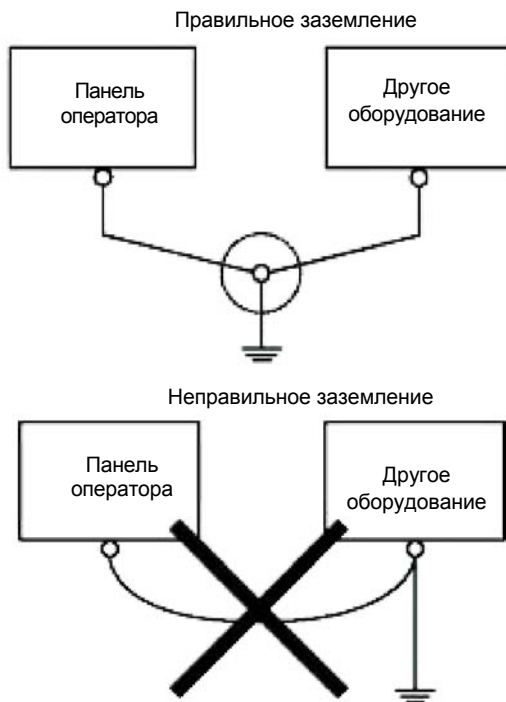 Правильное заземление
Панель
оператора
Другое
оборудование
Неправильное заземление
Панель
оператора
Другое
оборудование